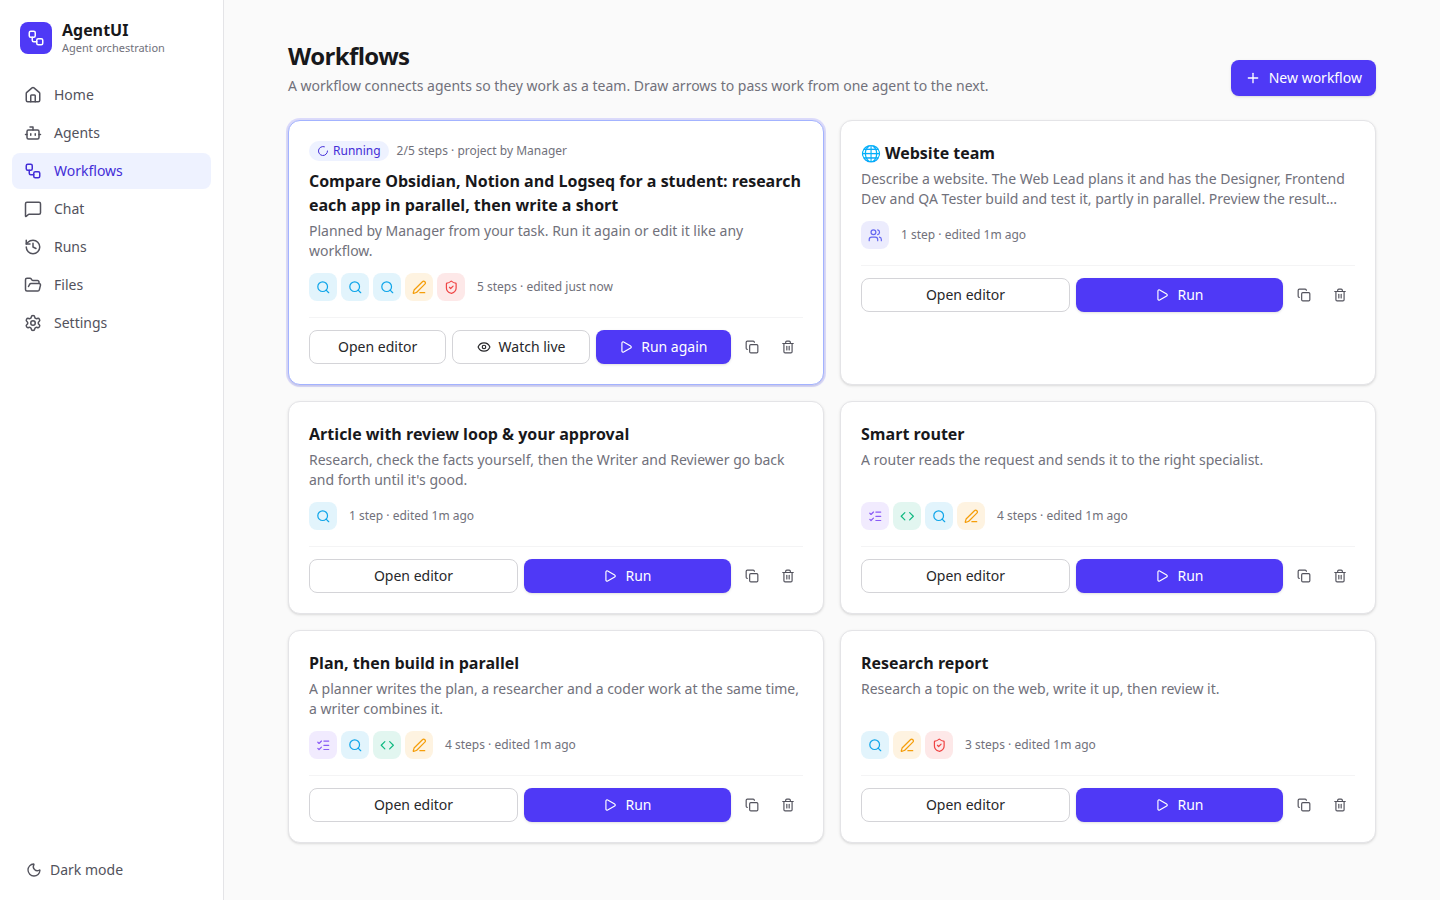 AgentUI
Agent orchestration
Home
Agents
Workflows
Chat
Runs
Files
Settings
Dark mode
Workflows
A workflow connects agents so they work as a team. Draw arrows to pass work from one agent to the next.
New workflow
Running 2/5 steps · project by Manager
Compare Obsidian, Notion and Logseq for a student: research
each app in parallel, then write a short
Planned by Manager from your task. Run it again or edit it like any
workflow.
5 steps · edited just now
Open editor
Watch live
Run again
Website team
Describe a website. The Web Lead plans it and has the Designer, Frontend
Dev and QA Tester build and test it, partly in parallel. Preview the result...
1 step · edited 1m ago
Open editor
Run
Article with review loop & your approval
Research, check the facts yourself, then the Writer and Reviewer go back
and forth until it's good.
1 step · edited 1m ago
Open editor
Run
Smart router
A router reads the request and sends it to the right specialist.
4 steps · edited 1m ago
Open editor
Run
Plan, then build in parallel
A planner writes the plan, a researcher and a coder work at the same time,
a writer combines it.
4 steps · edited 1m ago
Open editor
Run
Research report
Research a topic on the web, write it up, then review it.
3 steps · edited 1m ago
Open editor
Run